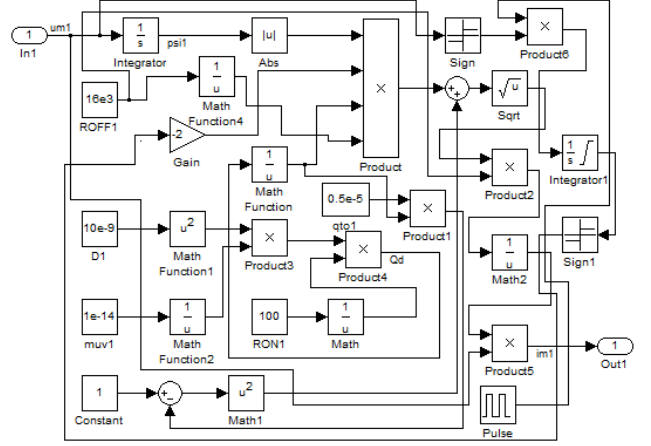 1
In1
um1
1
s
Integrator
psi1
|u|
Abs
Sign
×
Product6
16e3
ROFF1
1
u
Math
Function4
×
Product
+
+
√u
Sqrt
-2
Gain
1
u
Math
Function
0.5e-5
qto1
×
Product1
×
Product2
1
s
Integrator1
10e-9
D1
u²
Math
Function1
×
Product3
×
Product4
Qd
1
u
Math2
Sign1
1e-14
muv1
1
u
Math
Function2
100
RON1
1
u
Math
×
Product5
im1
1
Out1
1
Constant
+
−
u²
Math1
Pulse